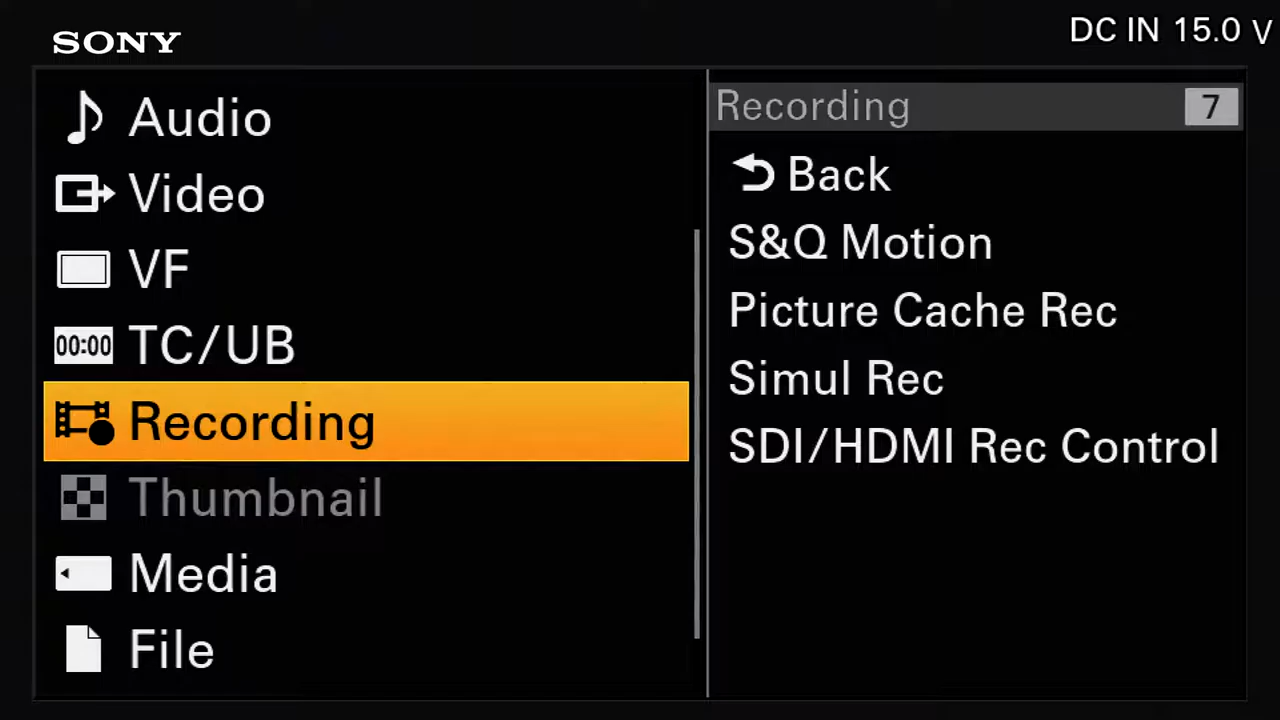 SONY
DC IN 15.0 V
Audio
Video
VF
00:00 TC/UB
Recording
Thumbnail
Media
File
Recording 7
Back
S&Q Motion
Picture Cache Rec
Simul Rec
SDI/HDMI Rec Control